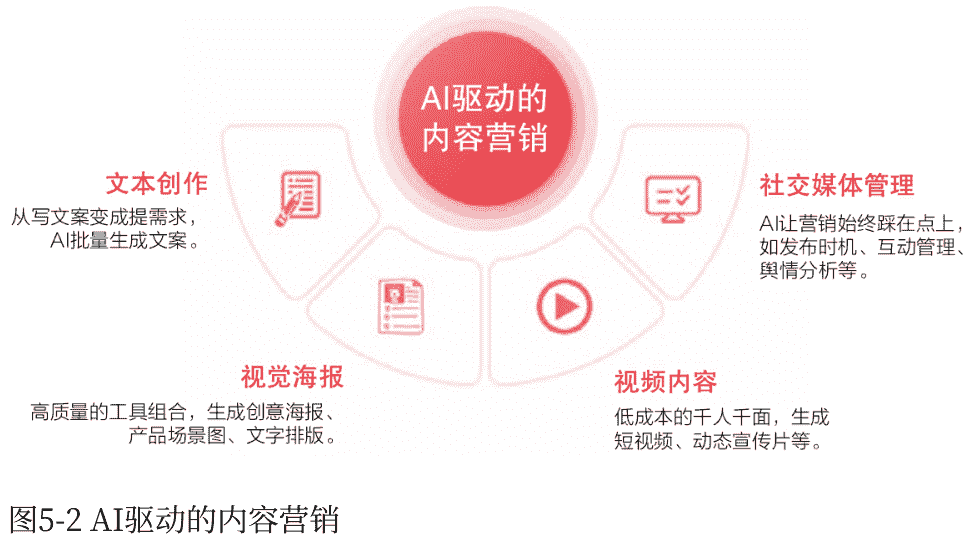 AI驱动的
内容营销
文本创作
从写文案变成提需求，
AI批量生成文案。
视觉海报
高质量的工具组合，生成创意海报、
产品场景图、文字排版。
视频内容
低成本的千人千面，生成
短视频、动态宣传片等。
社交媒体管理
AI让营销始终踩在点上，
如发布时机、互动管理、
舆情分析等。
图5-2 AI驱动的内容营销